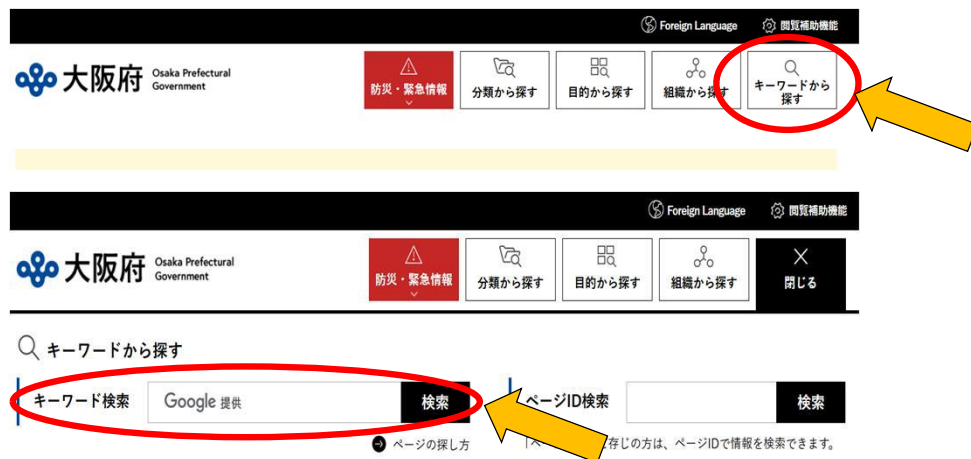 Foreign Language 閲覧補助機能
大阪府 Osaka Prefectural Government
防災・緊急情報 分類から探す 目的から探す 組織から探す キーワードから探す
Foreign Language 閲覧補助機能
大阪府 Osaka Prefectural Government
防災・緊急情報 分類から探す 目的から探す 組織から探す 閉じる
キーワードから探す
キーワード検索 Google 提供 検索 ページID検索 検索
ページの探し方 存じの方は、ページIDで情報を検索できます。